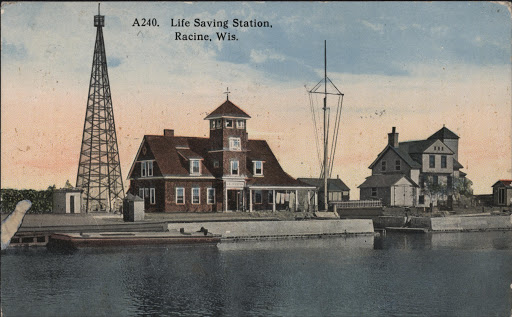 A240. Life Saving Station,
Racine, Wis.